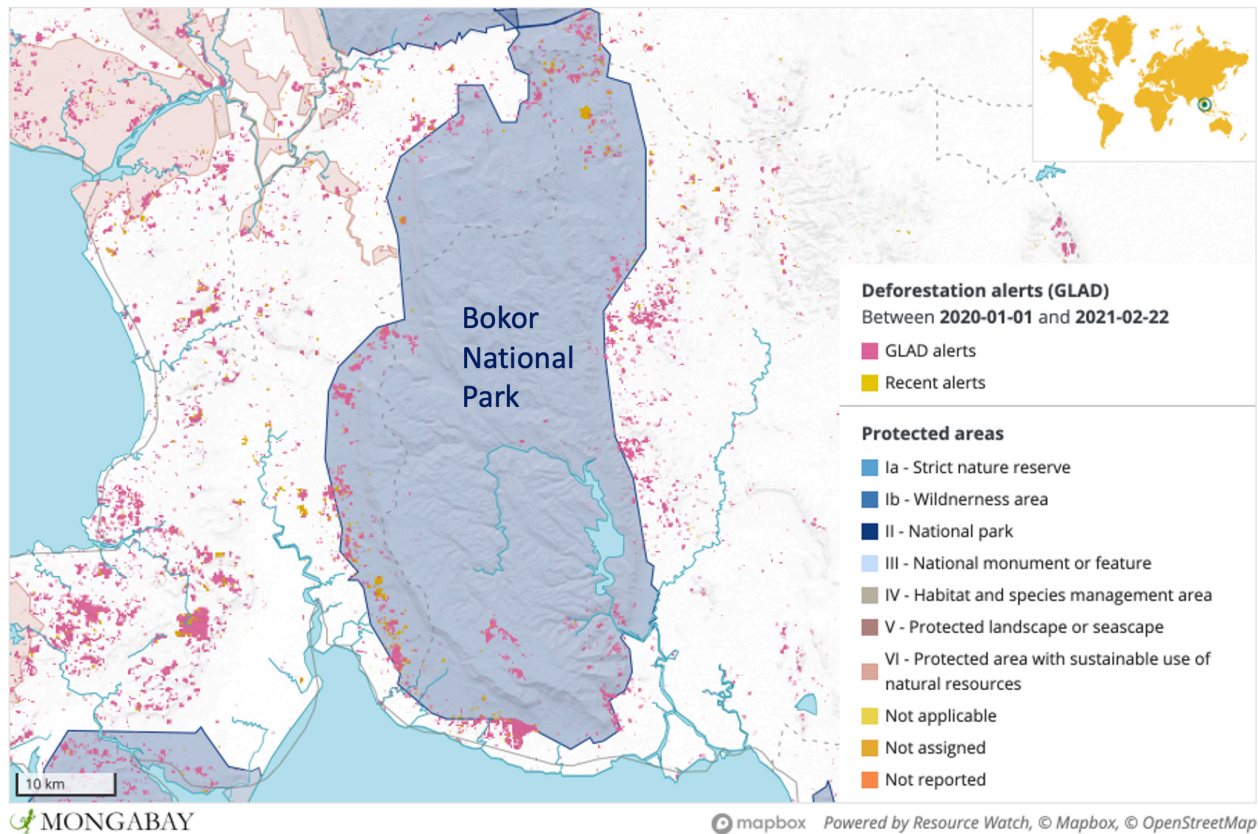 Bokor
National
Park
Deforestation alerts (GLAD)
Between 2020-01-01 and 2021-02-22
GLAD alerts
Recent alerts
Protected areas
Ia - Strict nature reserve
Ib - Wildnerness area
II - National park
III - National monument or feature
IV - Habitat and species management area
V - Protected landscape or seascape
VI - Protected area with sustainable use of
natural resources
Not applicable
Not assigned
Not reported
10 km
MONGABAY
mapbox Powered by Resource Watch, © Mapbox, © OpenStreetMap